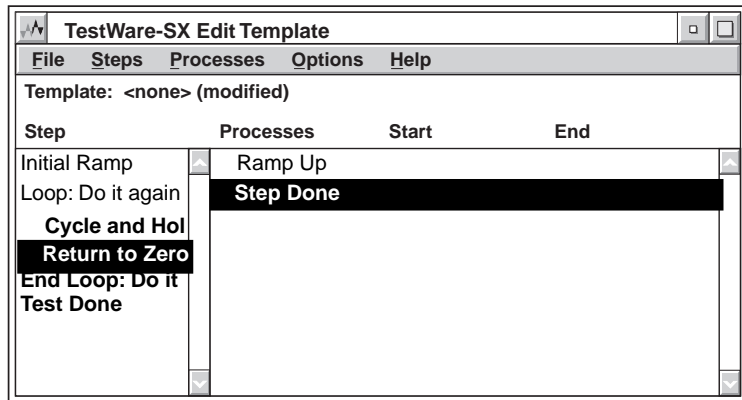 TestWare-SX Edit Template
File Steps Processes Options Help
Template: <none> (modified)
Step Processes Start End
Initial Ramp Ramp Up
Loop: Do it again Step Done
Cycle and Hol
Return to Zero
End Loop: Do it
Test Done